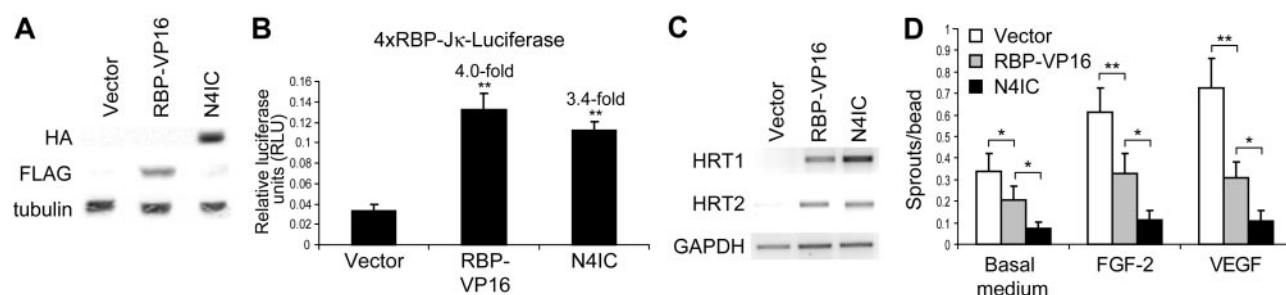 A
Vector
RBP-VP16
N4IC
HA
FLAG
tubulin
B
4xRBP-Jκ-Luciferase
Relative luciferase
units (RLU)
0.16
0.14
0.12
0.10
0.08
0.06
0.04
0.02
0
4.0-fold
**
3.4-fold
**
Vector
RBP-
VP16
N4IC
C
Vector
RBP-VP16
N4IC
HRT1
HRT2
GAPDH
D
Vector
RBP-VP16
N4IC
Sprouts/bead
1
0.9
0.8
0.7
0.6
0.5
0.4
0.3
0.2
0.1
0
*
*
**
*
**
*
Basal
medium
FGF-2
VEGF